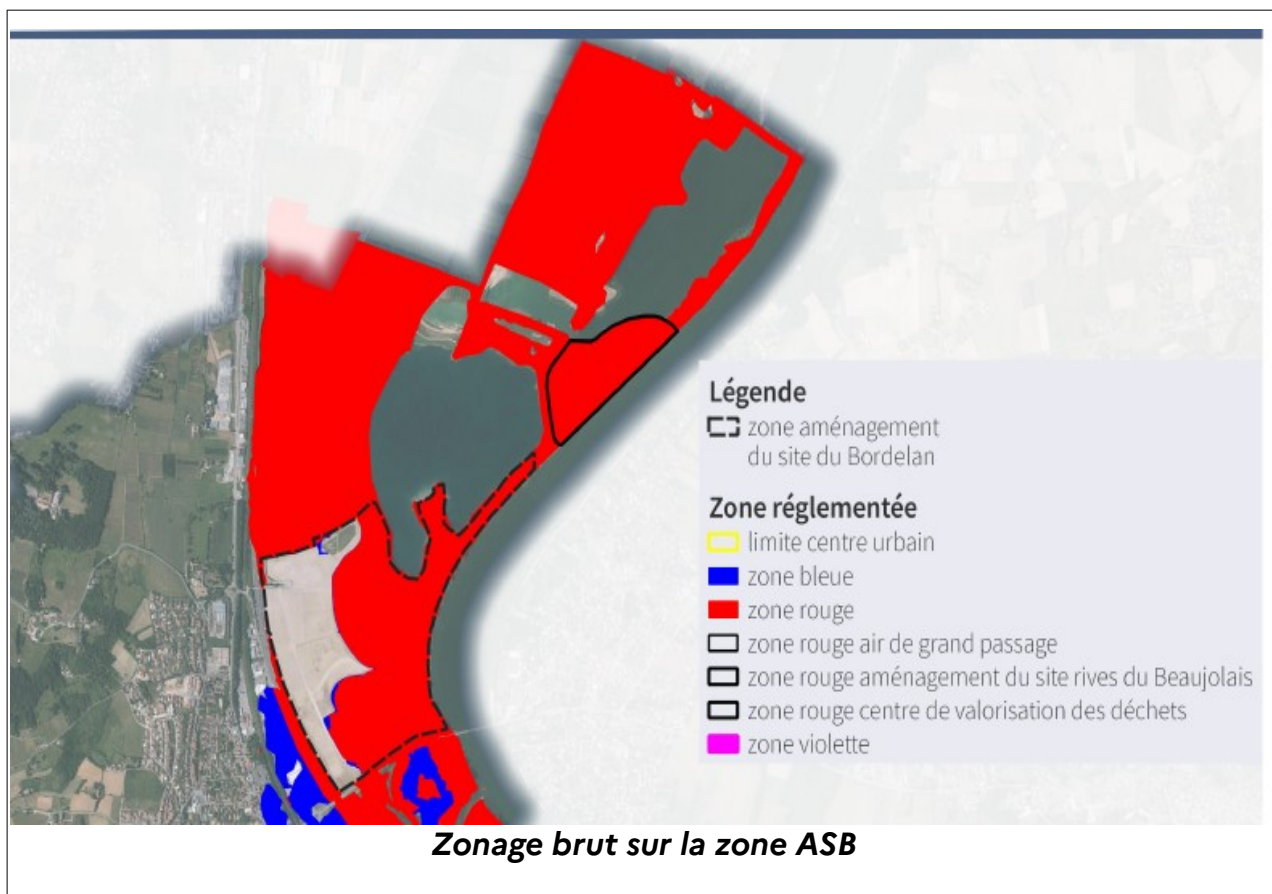 Légende
zone aménagement
du site du Bordelan
Zone réglementée
limite centre urbain
zone bleue
zone rouge
zone rouge air de grand passage
zone rouge aménagement du site rives du Beaujolais
zone rouge centre de valorisation des déchets
zone violette
Zonage brut sur la zone ASB